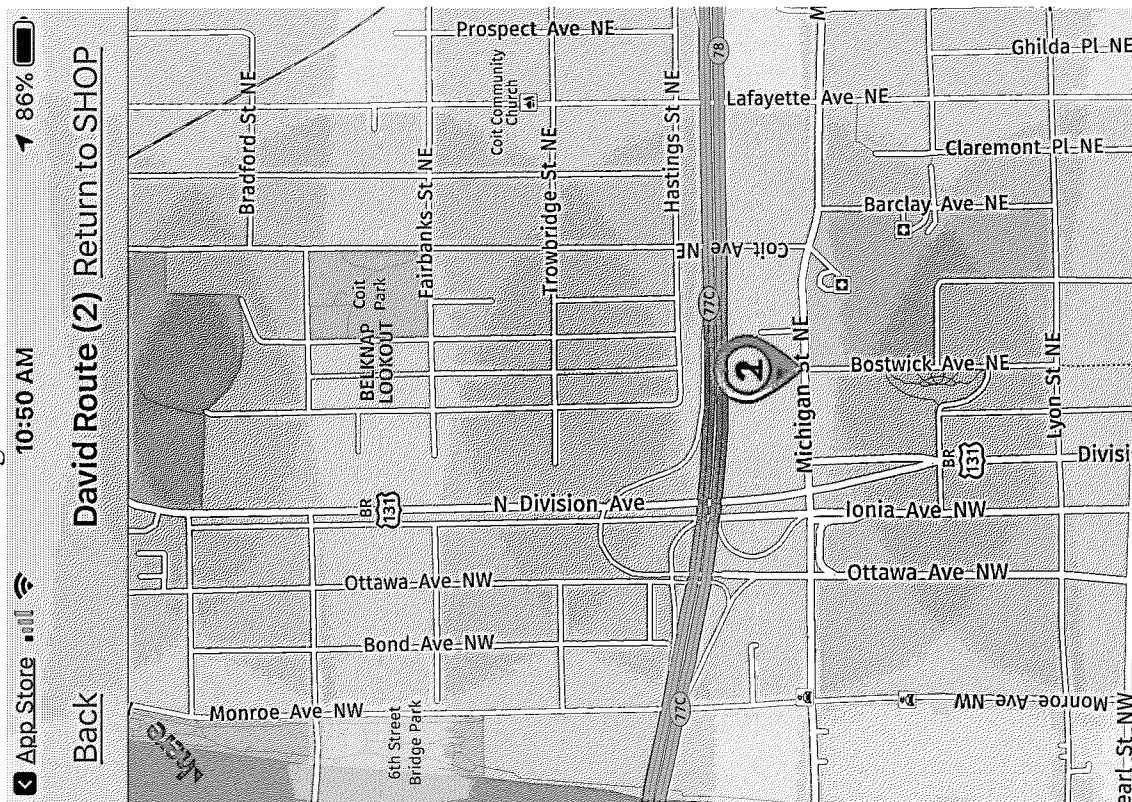 App Store
10:50 AM
86%
Back
David Route (2)
Return to SHOP
Prospect Ave NE
78
Ghilda Pl NE
Bradford St NE
Coit Community
Church
Lafayette Ave NE
Fairbanks St NE
Trowbridge St NE
Hastings St NE
Claremont Pl NE
Barclay Ave NE
Coit Ave NE
Coit
Park
BELKNAP
LOOKOUT
77C
2
Michigan St NE
Bostwick Ave NE
Lyon St NE
BR
131
N Division Ave
BR
131
Divisi
Ionia Ave NW
Ottawa Ave NW
Ottawa Ave NW
Bond Ave NW
Monroe Ave NW
6th Street
Bridge Park
77C
Monroe Ave NW
earl St NW
here
M